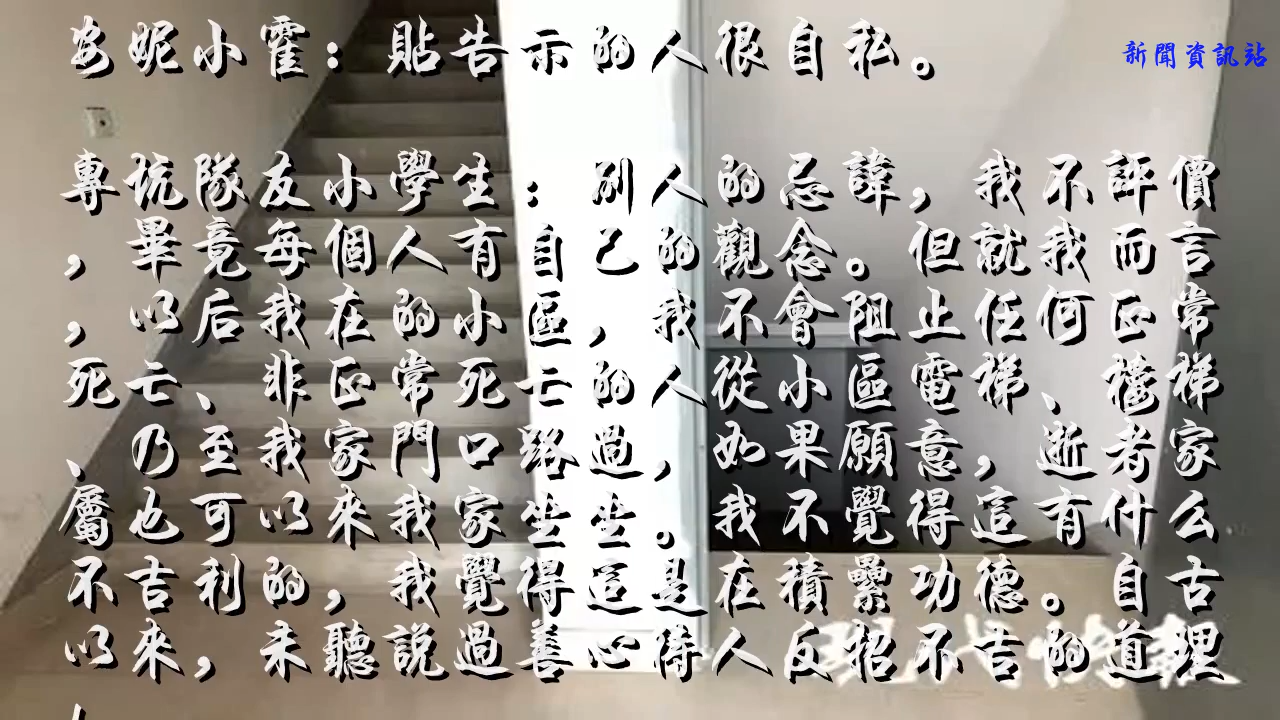 安妮小霍：貼告示的人很自私。
新聞資訊站
專坑隊友小學生：別人的忌諱，我不評價
，畢竟每個人有自己的觀念。但就我而言
，以后我在的小區，我不會阻止任何正常
死亡、非正常死亡的人從小區電梯、樓梯
、乃至我家門口路過，如果願意，逝者家
屬也可以來我家坐坐。我不覺得這有什么
不吉利的，我覺得這是在積纍功德。自古
以來，未聽說過善心待人反招不吉的道理